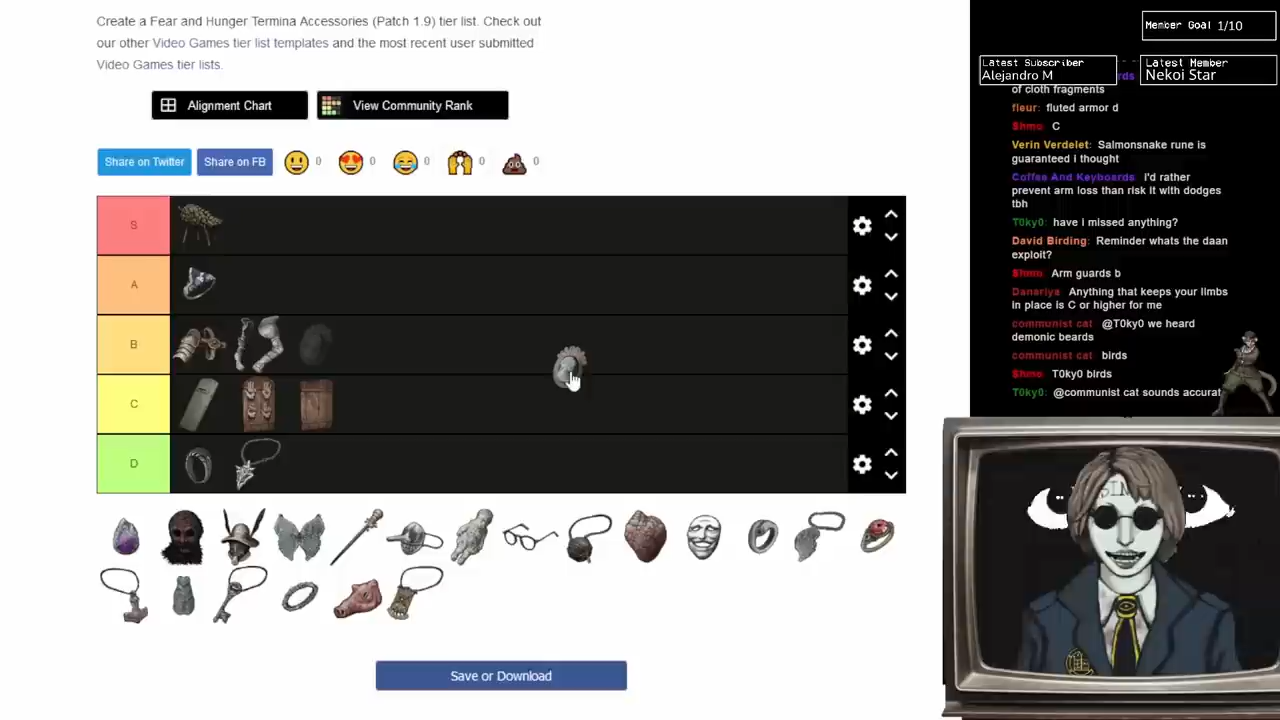 Create a Fear and Hunger Termina Accessories (Patch 1.9) tier list. Check out
our other Video Games tier list templates and the most recent user submitted
Video Games tier lists.
Alignment Chart
View Community Rank
Share on Twitter
Share on FB
0
0
0
0
0
S
A
B
C
D
Save or Download
Member Goal 1/10
Latest Subscriber
Alejandro M
Latest Member
Nekoi Star
rds
of cloth fragments
fleur: fluted armor d
Shmo: C
Verin Verdelet: Salmonsnake rune is
guaranteed i thought
Coffee And Keyboards I'd rather
prevent arm loss than risk it with dodges
tbh
T0ky0: have i missed anything?
David Birding: Reminder whats the daan
exploit?
Shmo: Arm guards b
Danariya Anything that keeps your limbs
in place is C or higher for me
communist cat @T0ky0 we heard
demonic beards
communist cat birds
Shmo: T0ky0 birds
T0ky0: @communist cat sounds accurat